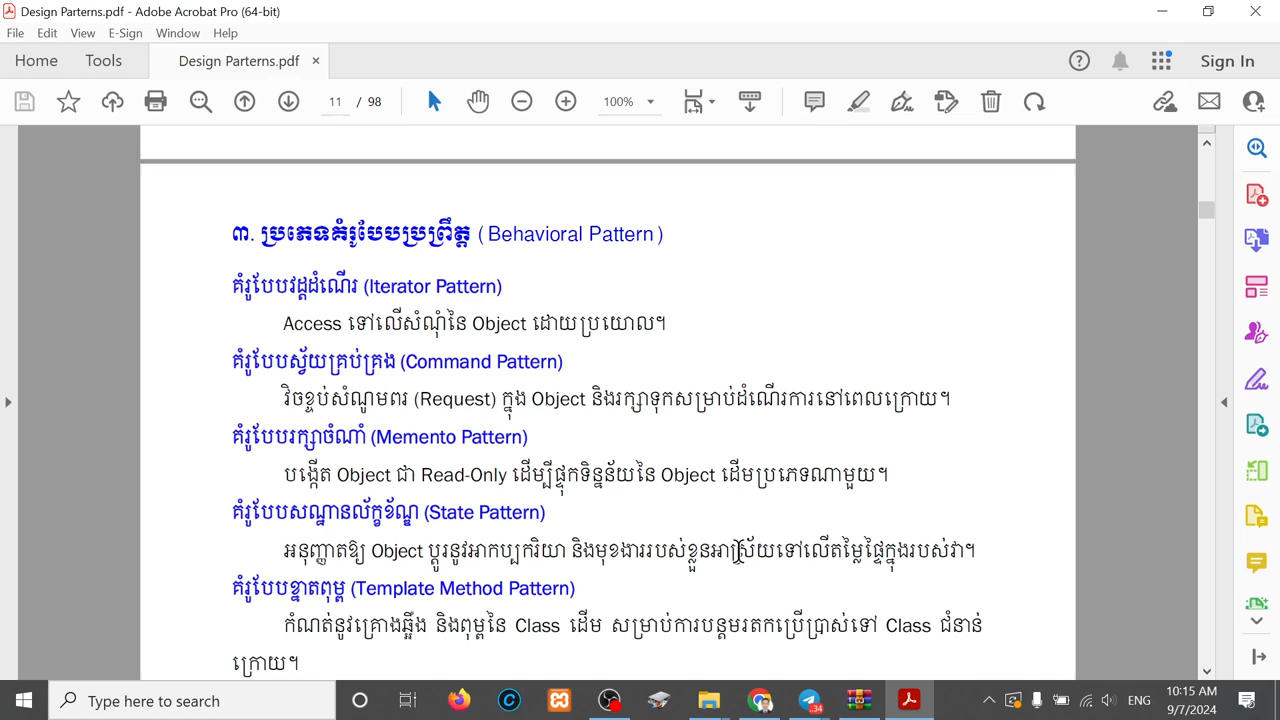 Design Parterns.pdf - Adobe Acrobat Pro (64-bit)
File Edit View E-Sign Window Help
Home Tools Design Parterns.pdf × Sign In
11 / 98 100%
៣. ប្រភេទគំរូបែបប្រព្រឹត្ត ( Behavioral Pattern )
គំរូបែបវដ្តដំណើរ (Iterator Pattern)
Access ទៅលើសំណុំនៃ Object ដោយប្រយោល។
គំរូបែបស្វ័យគ្រប់គ្រង (Command Pattern)
វិចខ្ចប់សំណូមពរ (Request) ក្នុង Object និងរក្សាទុកសម្រាប់ដំណើរការនៅពេលក្រោយ។
គំរូបែបរក្សាចំណាំ (Memento Pattern)
បង្កើត Object ជា Read-Only ដើម្បីផ្ទុកទិន្នន័យនៃ Object ដើមប្រភេទណាមួយ។
គំរូបែបសណ្ឋានល័ក្ខខ័ណ្ឌ (State Pattern)
អនុញ្ញាតឱ្យ Object ប្តូរនូវអាកប្បកិរិយា និងមុខងាររបស់ខ្លួនអាស្រ័យទៅលើតម្លៃផ្ទៃក្នុងរបស់វា។
គំរូបែបខ្នាតពុម្ព (Template Method Pattern)
កំណត់នូវគ្រោងឆ្អឹង និងពុម្ពនៃ Class ដើម សម្រាប់ការបន្តមរតកប្រើប្រាស់ទៅ Class ជំនាន់
ក្រោយ។
Type here to search 34 ENG 10:15 AM
9/7/2024